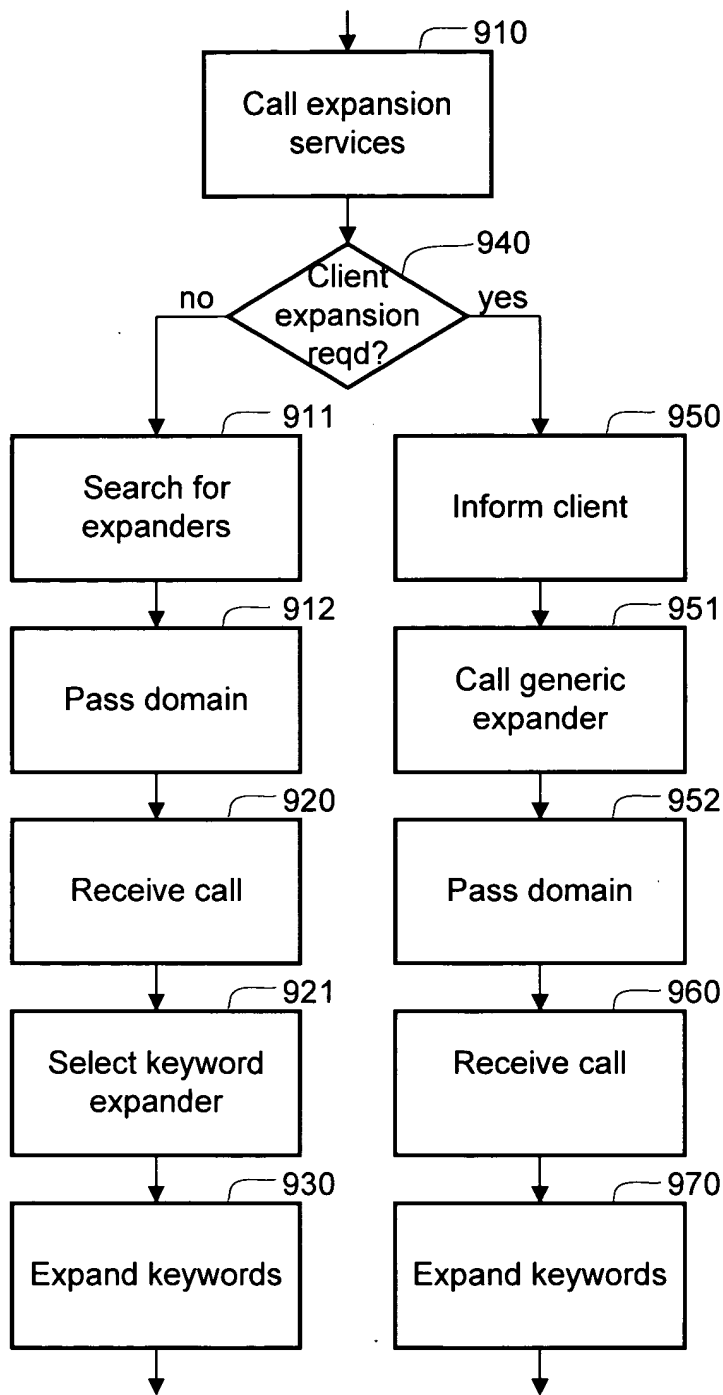 910
Call expansion
services
940
Client
expansion
reqd?
no
yes
911
Search for
expanders
950
Inform client
912
Pass domain
951
Call generic
expander
920
Receive call
952
Pass domain
921
Select keyword
expander
960
Receive call
930
Expand keywords
970
Expand keywords